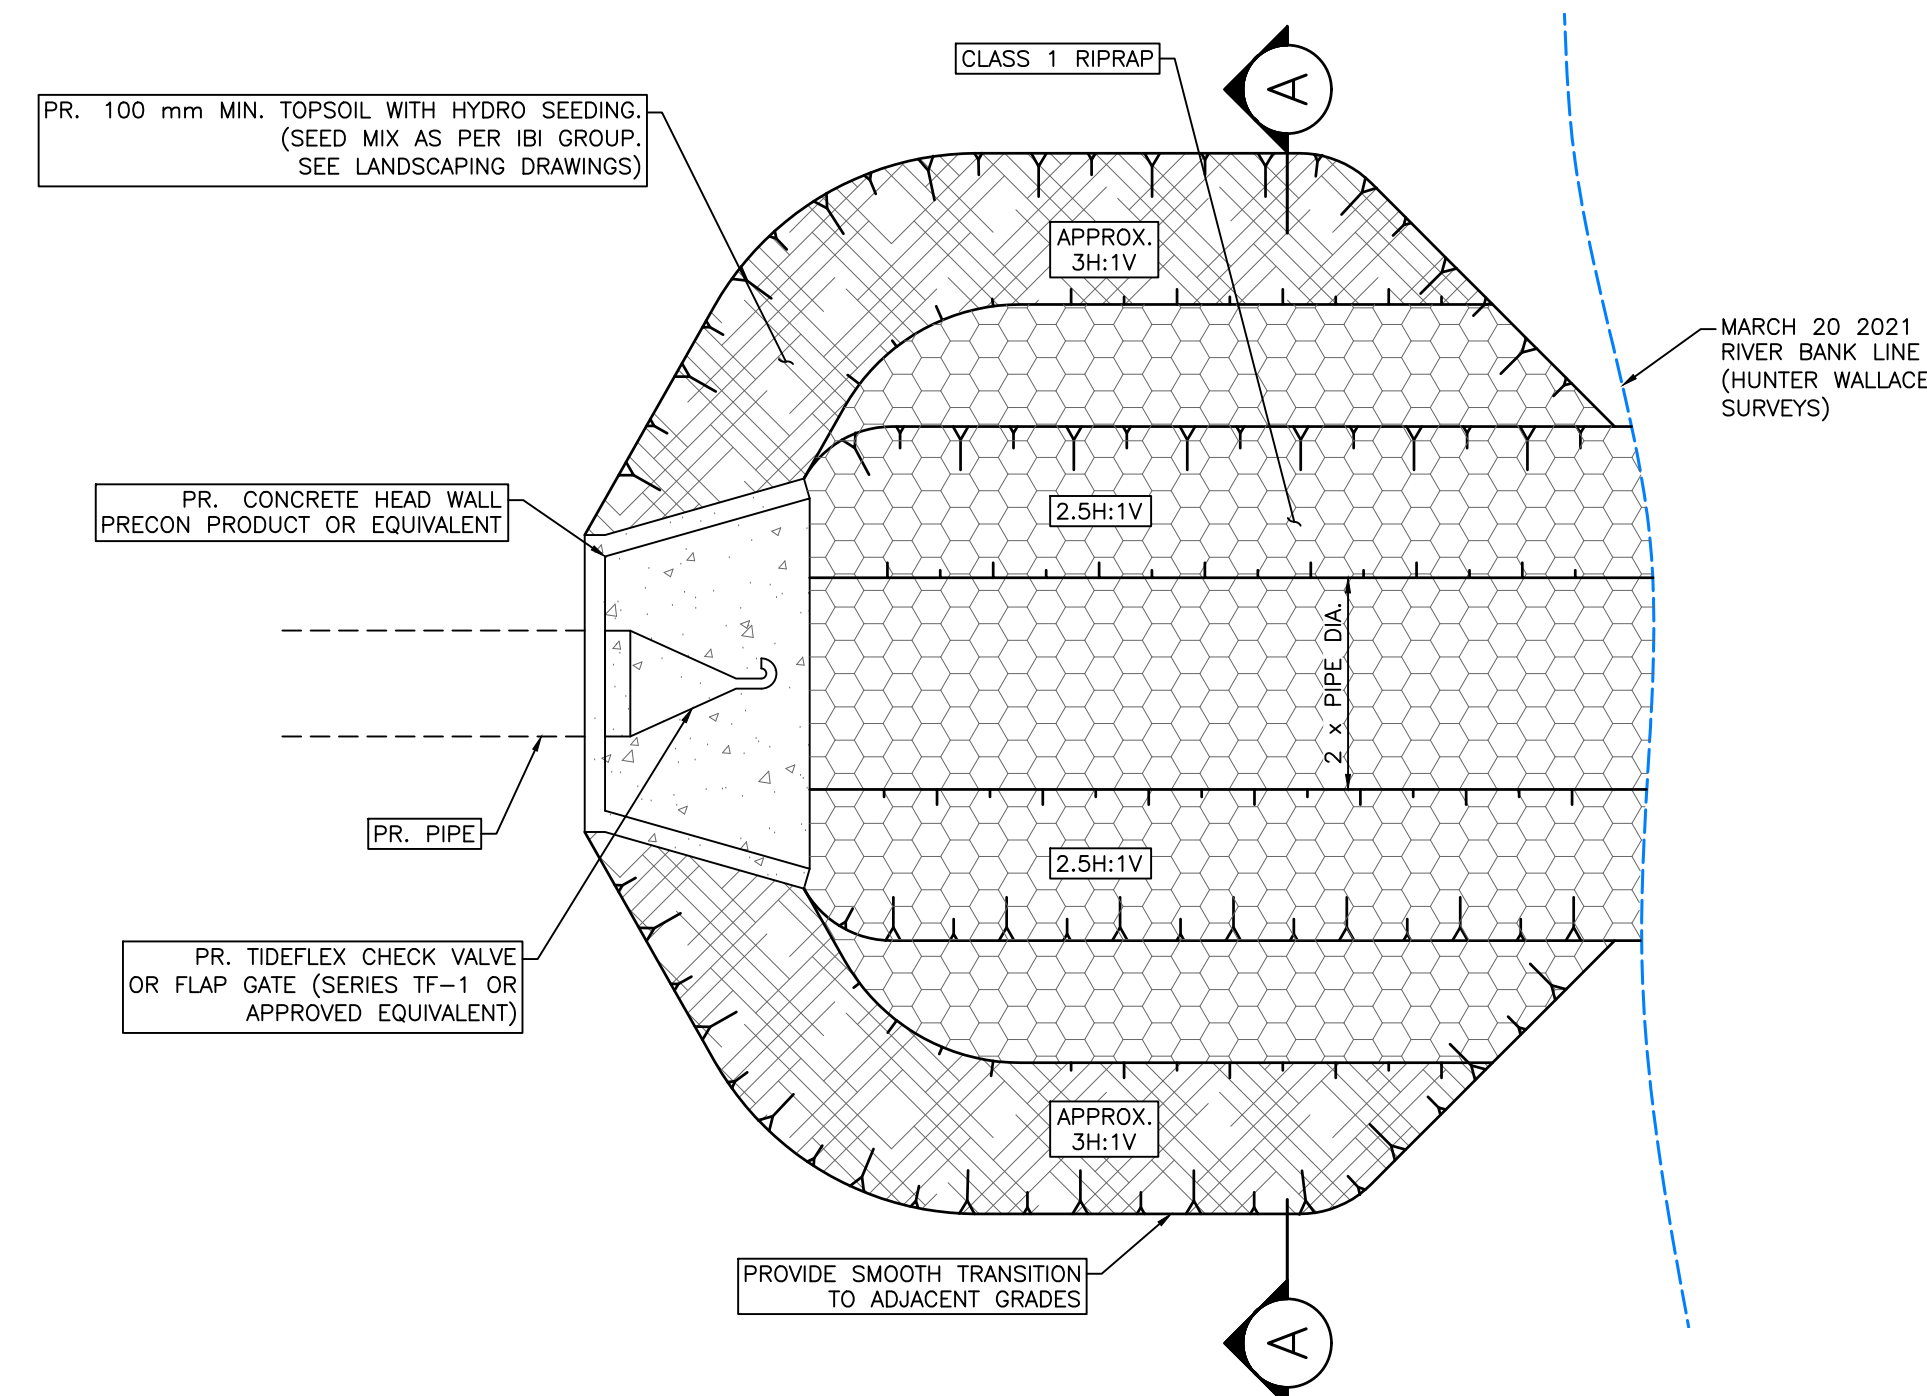 CLASS 1 RIPRAP
A
PR. 100 mm MIN. TOPSOIL WITH HYDRO SEEDING.
(SEED MIX AS PER IBI GROUP.
SEE LANDSCAPING DRAWINGS)
APPROX.
3H:1V
MARCH 20 2021
RIVER BANK LINE
(HUNTER WALLACE
SURVEYS)
PR. CONCRETE HEAD WALL
PRECON PRODUCT OR EQUIVALENT
2.5H:1V
2 x PIPE DIA.
PR. PIPE
2.5H:1V
PR. TIDEFLEX CHECK VALVE
OR FLAP GATE (SERIES TF-1 OR
APPROVED EQUIVALENT)
APPROX.
3H:1V
PROVIDE SMOOTH TRANSITION
TO ADJACENT GRADES
A